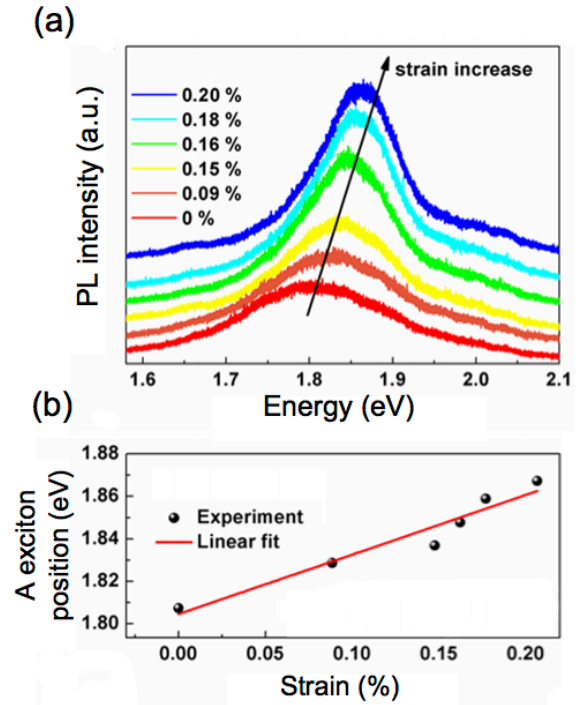 (a)
PL intensity (a.u.)
strain increase
0.20 %
0.18 %
0.16 %
0.15 %
0.09 %
0 %
1.6 1.7 1.8 1.9 2.0 2.1
Energy (eV)
(b)
A exciton
position (eV)
1.88
1.86
1.84
1.82
1.80
Experiment
Linear fit
0.00 0.05 0.10 0.15 0.20
Strain (%)